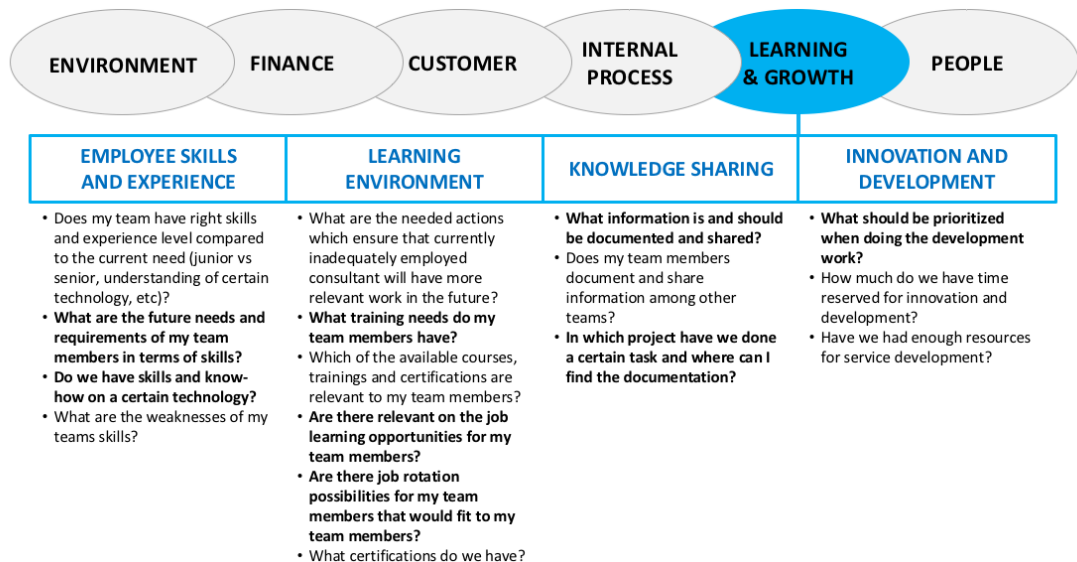 ENVIRONMENT
FINANCE
CUSTOMER
INTERNAL
PROCESS
LEARNING
& GROWTH
PEOPLE
EMPLOYEE SKILLS
AND EXPERIENCE
• Does my team have right skills
and experience level compared
to the current need (junior vs
senior, understanding of certain
technology, etc)?
• What are the future needs and
requirements of my team
members in terms of skills?
• Do we have skills and know-
how on a certain technology?
• What are the weaknesses of my
teams skills?
LEARNING
ENVIRONMENT
• What are the needed actions
which ensure that currently
inadequately employed
consultant will have more
relevant work in the future?
• What training needs do my
team members have?
• Which of the available courses,
trainings and certifications are
relevant to my team members?
• Are there relevant on the job
learning opportunities for my
team members?
• Are there job rotation
possibilities for my team
members that would fit to my
team members?
• What certifications do we have?
KNOWLEDGE SHARING
• What information is and should
be documented and shared?
• Does my team members
document and share
information among other
teams?
• In which project have we done
a certain task and where can I
find the documentation?
INNOVATION AND
DEVELOPMENT
• What should be prioritized
when doing the development
work?
• How much do we have time
reserved for innovation and
development?
• Have we had enough resources
for service development?